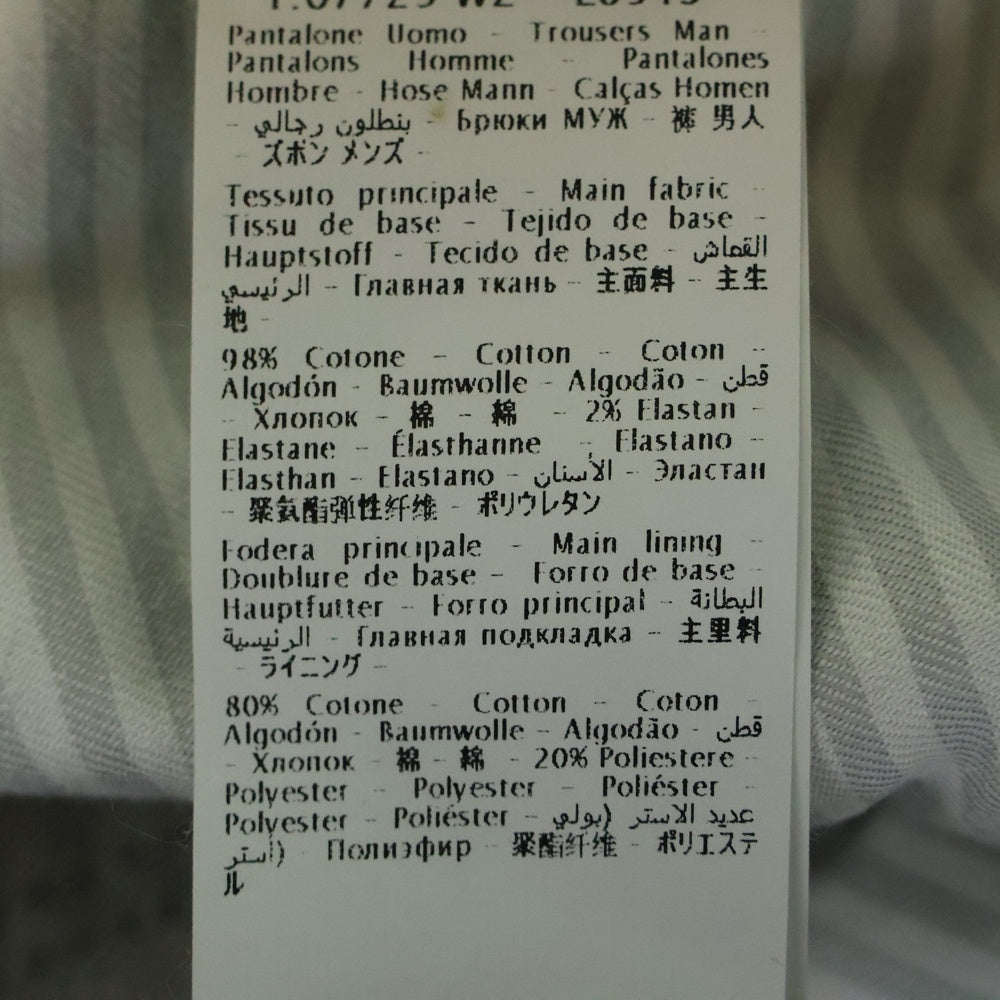 Pantalone Uomo - Trousers Man -
Pantalons Homme - Pantalones
Hombre - Hose Mann - Calças Homen
- بنطلون رجالي - Брюки МУЖ - 裤 男人
- ズボン メンズ -
Tessuto principale - Main fabric -
Tissu de base - Tejido de base -
Hauptstoff - Tecido de base - القماش
الرئيسي - Главная ткань - 主面料 - 主生
地 -
98% Cotone - Cotton - Coton -
Algodón - Baumwolle - Algodão - قطن
- Хлопок - 棉 - 綿 - 2% Elastan -
Elastane - Élasthanne - Elastano -
Elasthan - Elastano - الأستان - Эластан
- 聚氨酯弹性纤维 - ポリウレタン
Fodera principale - Main lining -
Doublure de base - Forro de base -
Hauptfutter - Forro principal - البطانة
الرئيسية - Главная подкладка - 主里料
- ライニング -
80% Cotone - Cotton - Coton -
Algodón - Baumwolle - Algodão - قطن
- Хлопок - 棉 - 綿 - 20% Poliestere -
Polyester - Polyester - Poliéster -
Polyester - Poliéster - عديد الاستر (بولي
أستر) - Полиэфир - 聚酯纤维 - ポリエステ
ル